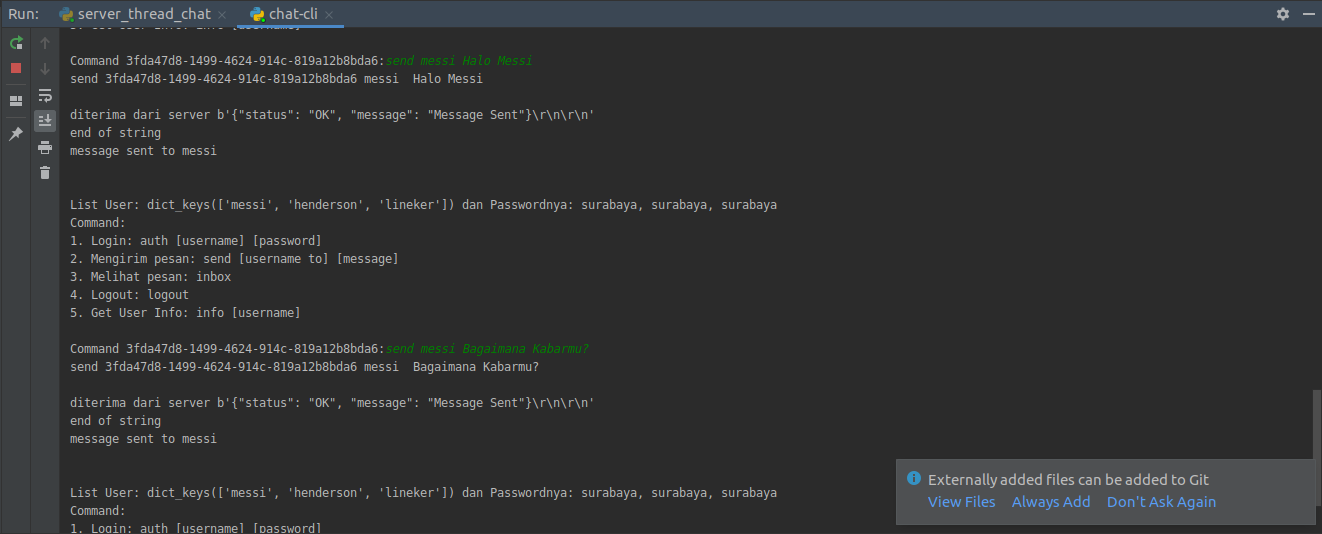 Run: server_thread_chat chat-cli
Command 3fda47d8-1499-4624-914c-819a12b8bda6:send messi Halo Messi
send 3fda47d8-1499-4624-914c-819a12b8bda6 messi  Halo Messi
diterima dari server b'{"status": "OK", "message": "Message Sent"}\r\n\r\n'
end of string
message sent to messi
List User: dict_keys(['messi', 'henderson', 'lineker']) dan Passwordnya: surabaya, surabaya, surabaya
Command:
1. Login: auth [username] [password]
2. Mengirim pesan: send [username to] [message]
3. Melihat pesan: inbox
4. Logout: logout
5. Get User Info: info [username]
Command 3fda47d8-1499-4624-914c-819a12b8bda6:send messi Bagaimana Kabarmu?
send 3fda47d8-1499-4624-914c-819a12b8bda6 messi  Bagaimana Kabarmu?
diterima dari server b'{"status": "OK", "message": "Message Sent"}\r\n\r\n'
end of string
message sent to messi
List User: dict_keys(['messi', 'henderson', 'lineker']) dan Passwordnya: surabaya, surabaya, surabaya
Command:
1. Login: auth [username] [password]
Externally added files can be added to Git
View Files Always Add Don't Ask Again